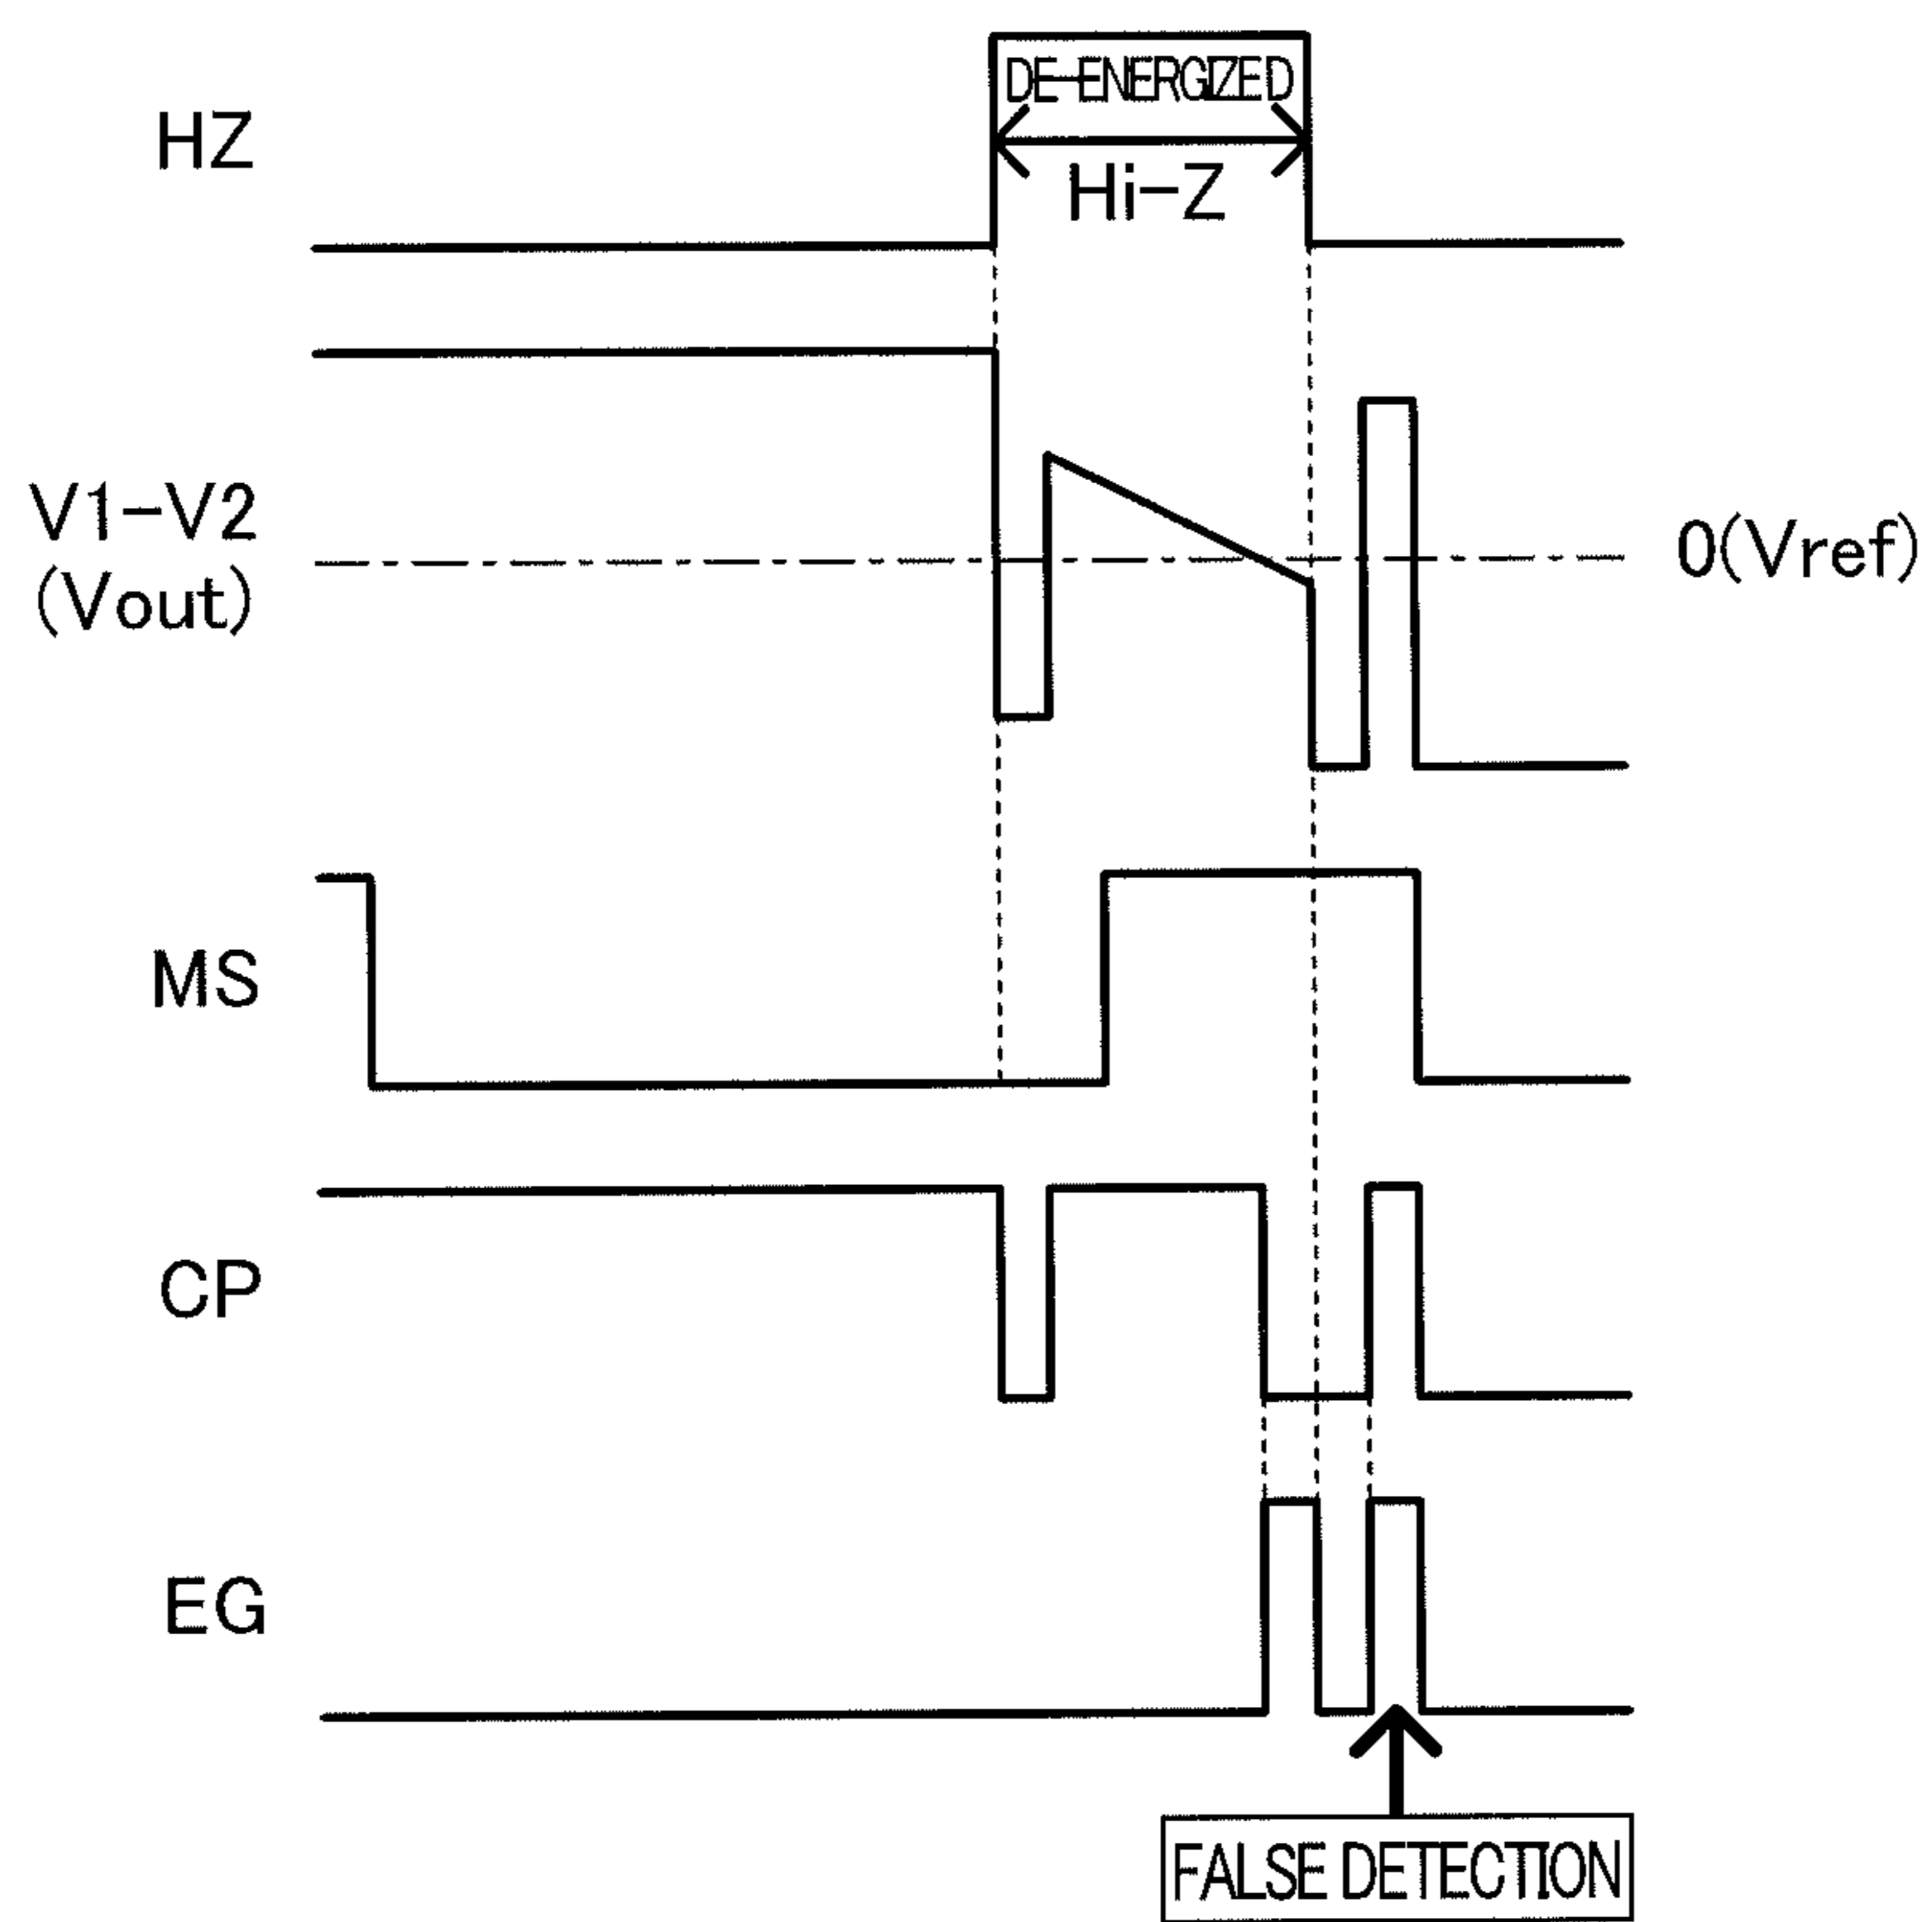 DE-ENERGIZED
HZ
Hi-Z
V1-V2
(Vout)
0(Vref)
MS
CP
EG
FALSE DETECTION